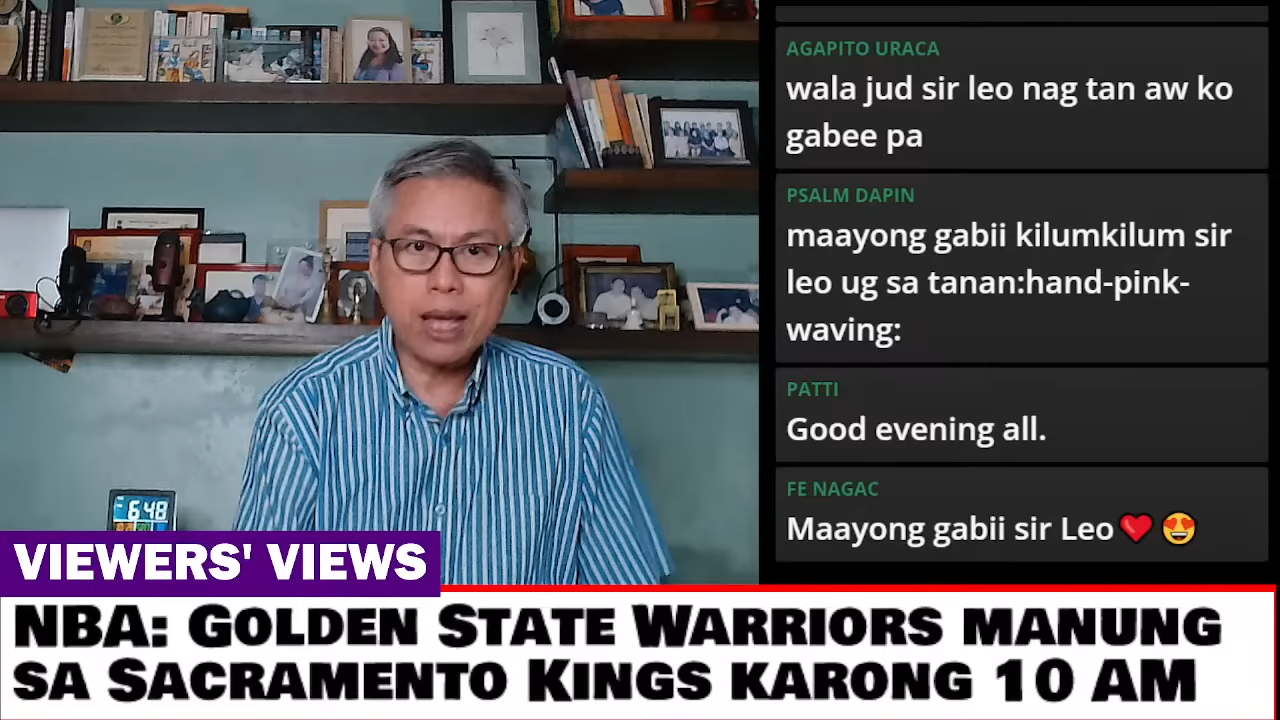 AGAPITO URACA
wala jud sir leo nag tan aw ko
gabee pa
PSALM DAPIN
maayong gabii kilumkilum sir
leo ug sa tanan:hand-pink-
waving:
PATTI
Good evening all.
FE NAGAC
Maayong gabii sir Leo❤️😍
6:48
VIEWERS' VIEWS
NBA: GOLDEN STATE WARRIORS MANUNG
SA SACRAMENTO KINGS KARONG 10 AM